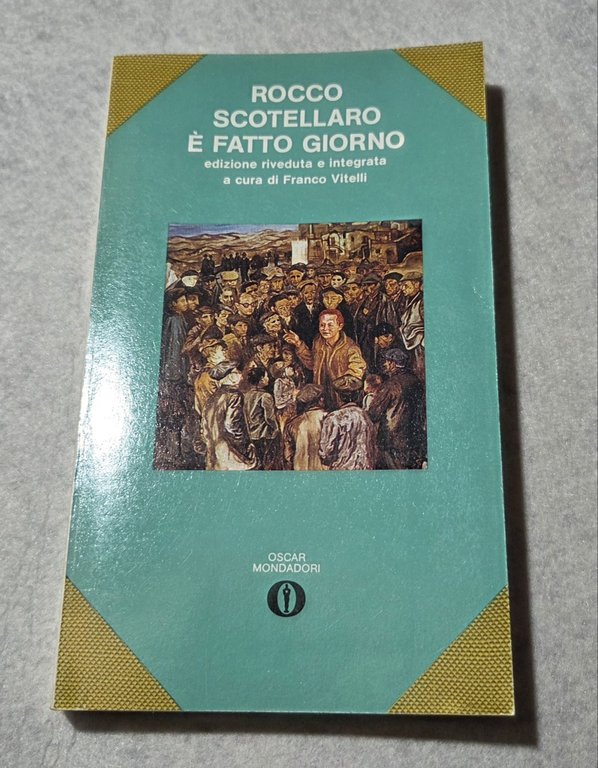 ROCCO
SCOTELLARO
È FATTO GIORNO
edizione riveduta e integrata
a cura di Franco Vitelli
OSCAR
MONDADORI